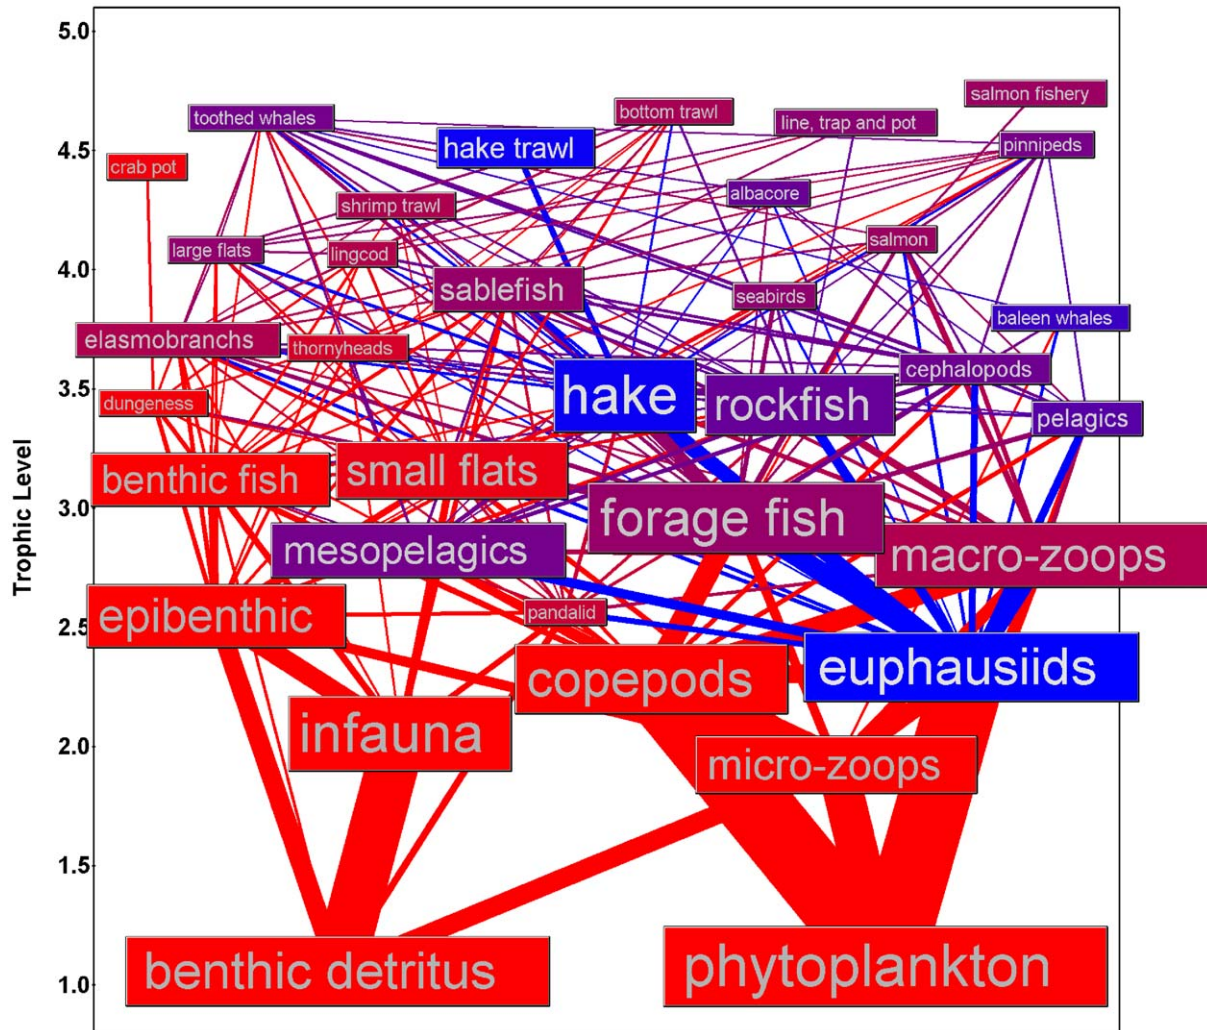 5.0
salmon fishery
bottom trawl
toothed whales
line, trap and pot
4.5
hake trawl
pinnipeds
crab pot
albacore
shrimp trawl
large flats
lingcod
salmon
4.0
sablefish
seabirds
baleen whales
elasmobranchs
thornyheads
cephalopods
3.5
hake
rockfish
dungeness
pelagics
benthic fish
small flats
3.0
forage fish
mesopelagics
macro-zoops
Trophic Level
epibenthic
pandalid
2.5
copepods
euphausiids
infauna
2.0
micro-zoops
1.5
1.0
benthic detritus
phytoplankton